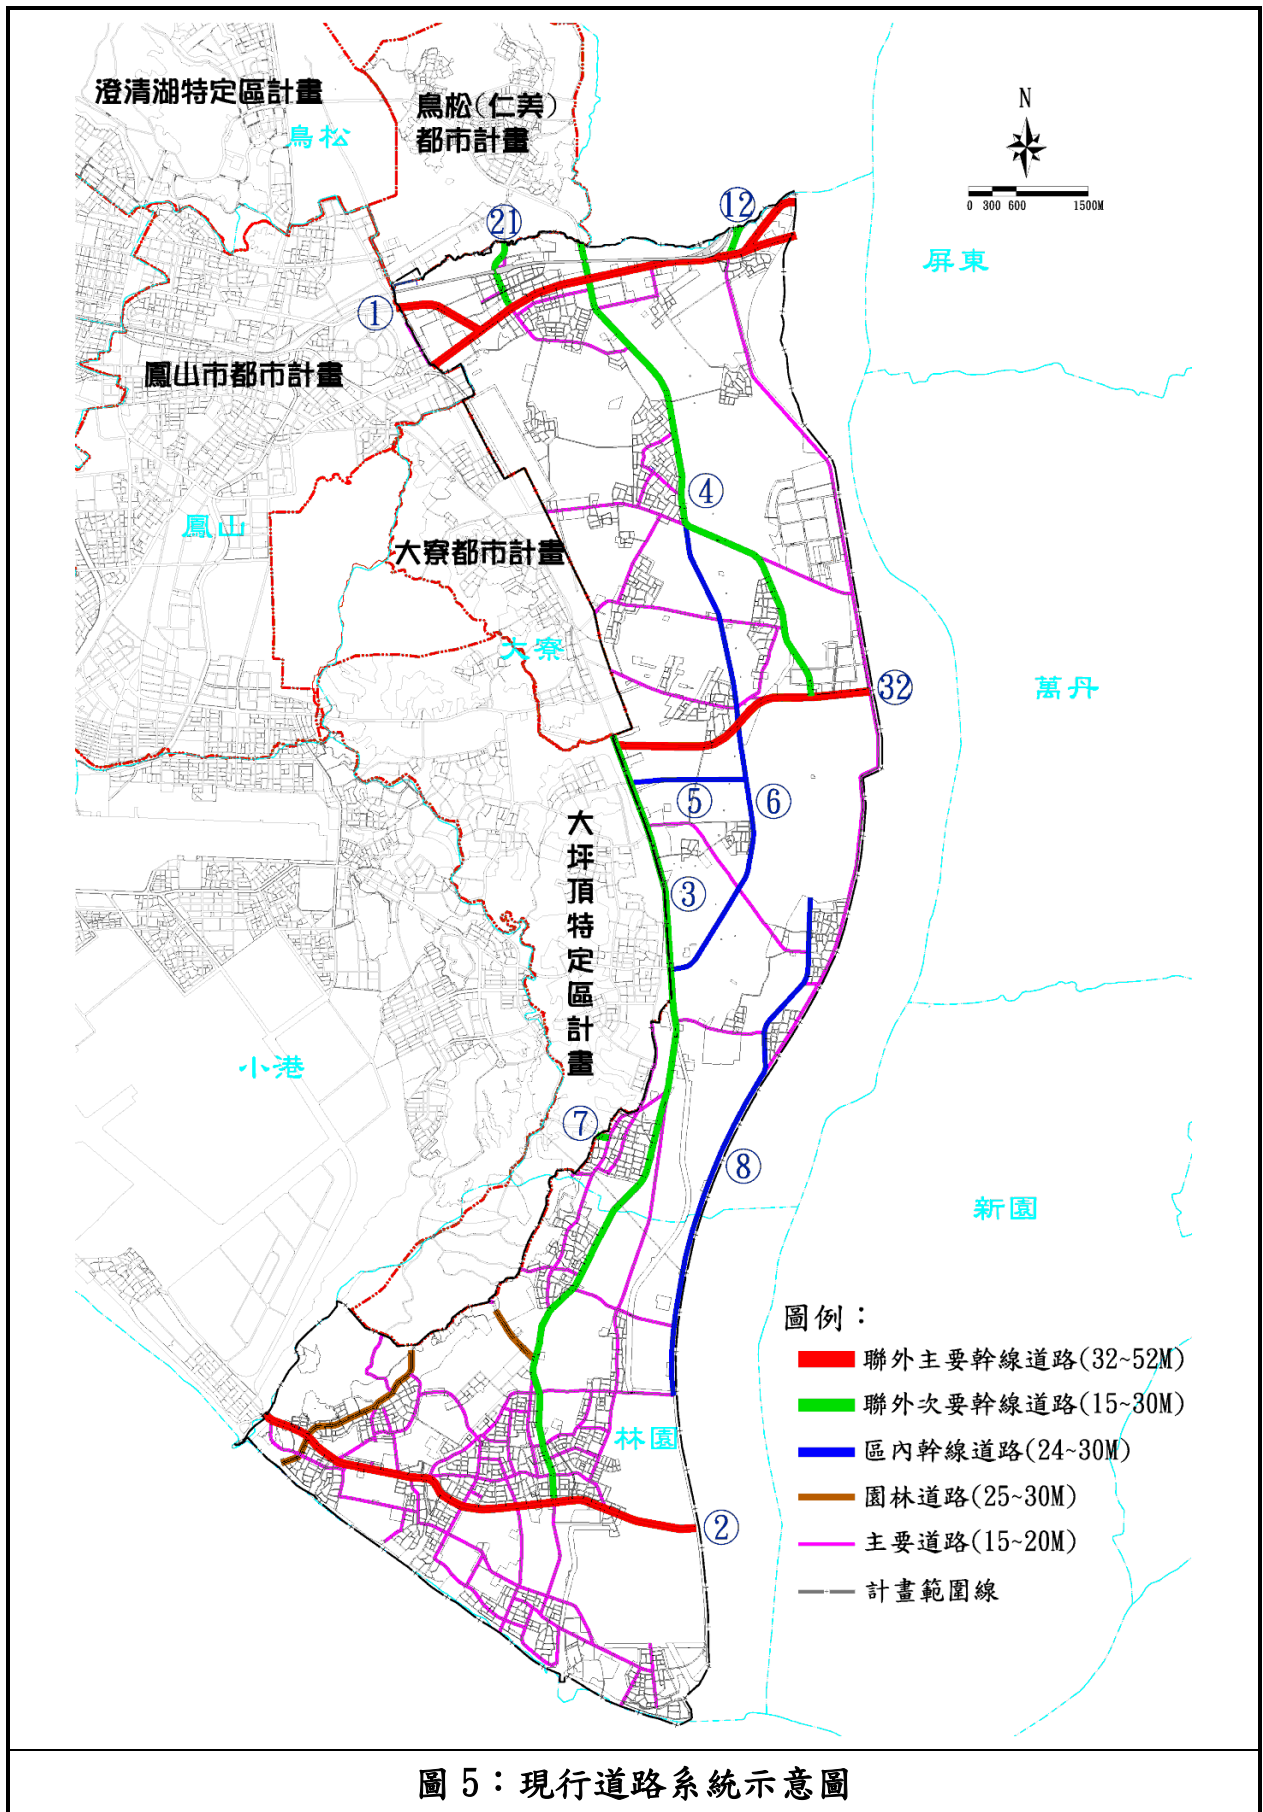 澄清湖特定區計畫
鳥松
鳥松(仁美)
都市計畫
N
0 300 600 1500M
屏東
21
12
1
鳳山市都市計畫
4
鳳山
大寮都市計畫
大寮
32
萬丹
5
6
大坪頂特定區計畫
3
小港
7
8
新園
林園
2
圖例：
聯外主要幹線道路(32~52M)
聯外次要幹線道路(15~30M)
區內幹線道路(24~30M)
園林道路(25~30M)
主要道路(15~20M)
計畫範圍線
圖 5：現行道路系統示意圖